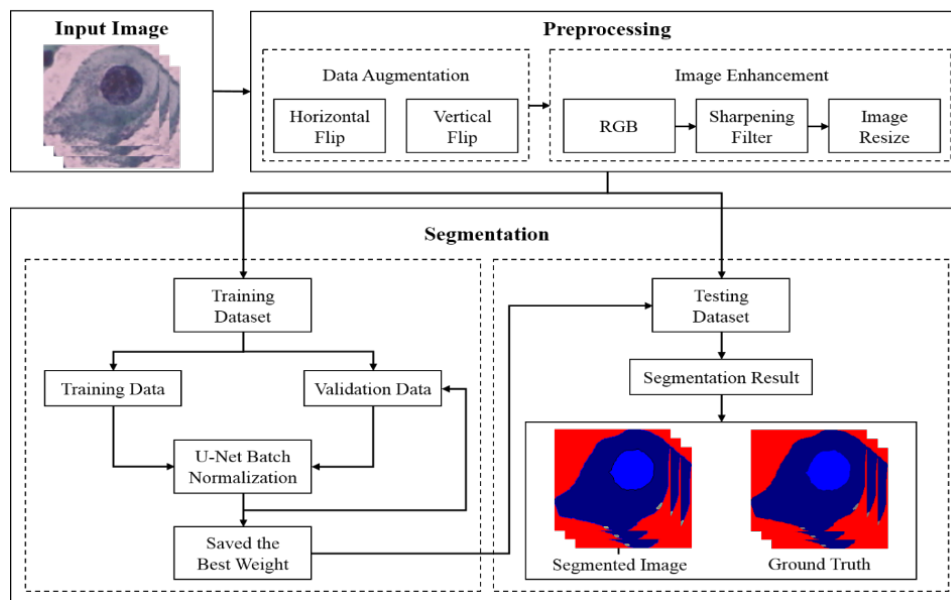 Input Image
Preprocessing
Data Augmentation
Horizontal
Flip
Vertical
Flip
Image Enhancement
RGB
Sharpening
Filter
Image
Resize
Segmentation
Training
Dataset
Training Data
Validation Data
U-Net Batch
Normalization
Saved the
Best Weight
Testing
Dataset
Segmentation Result
Segmented Image
Ground Truth